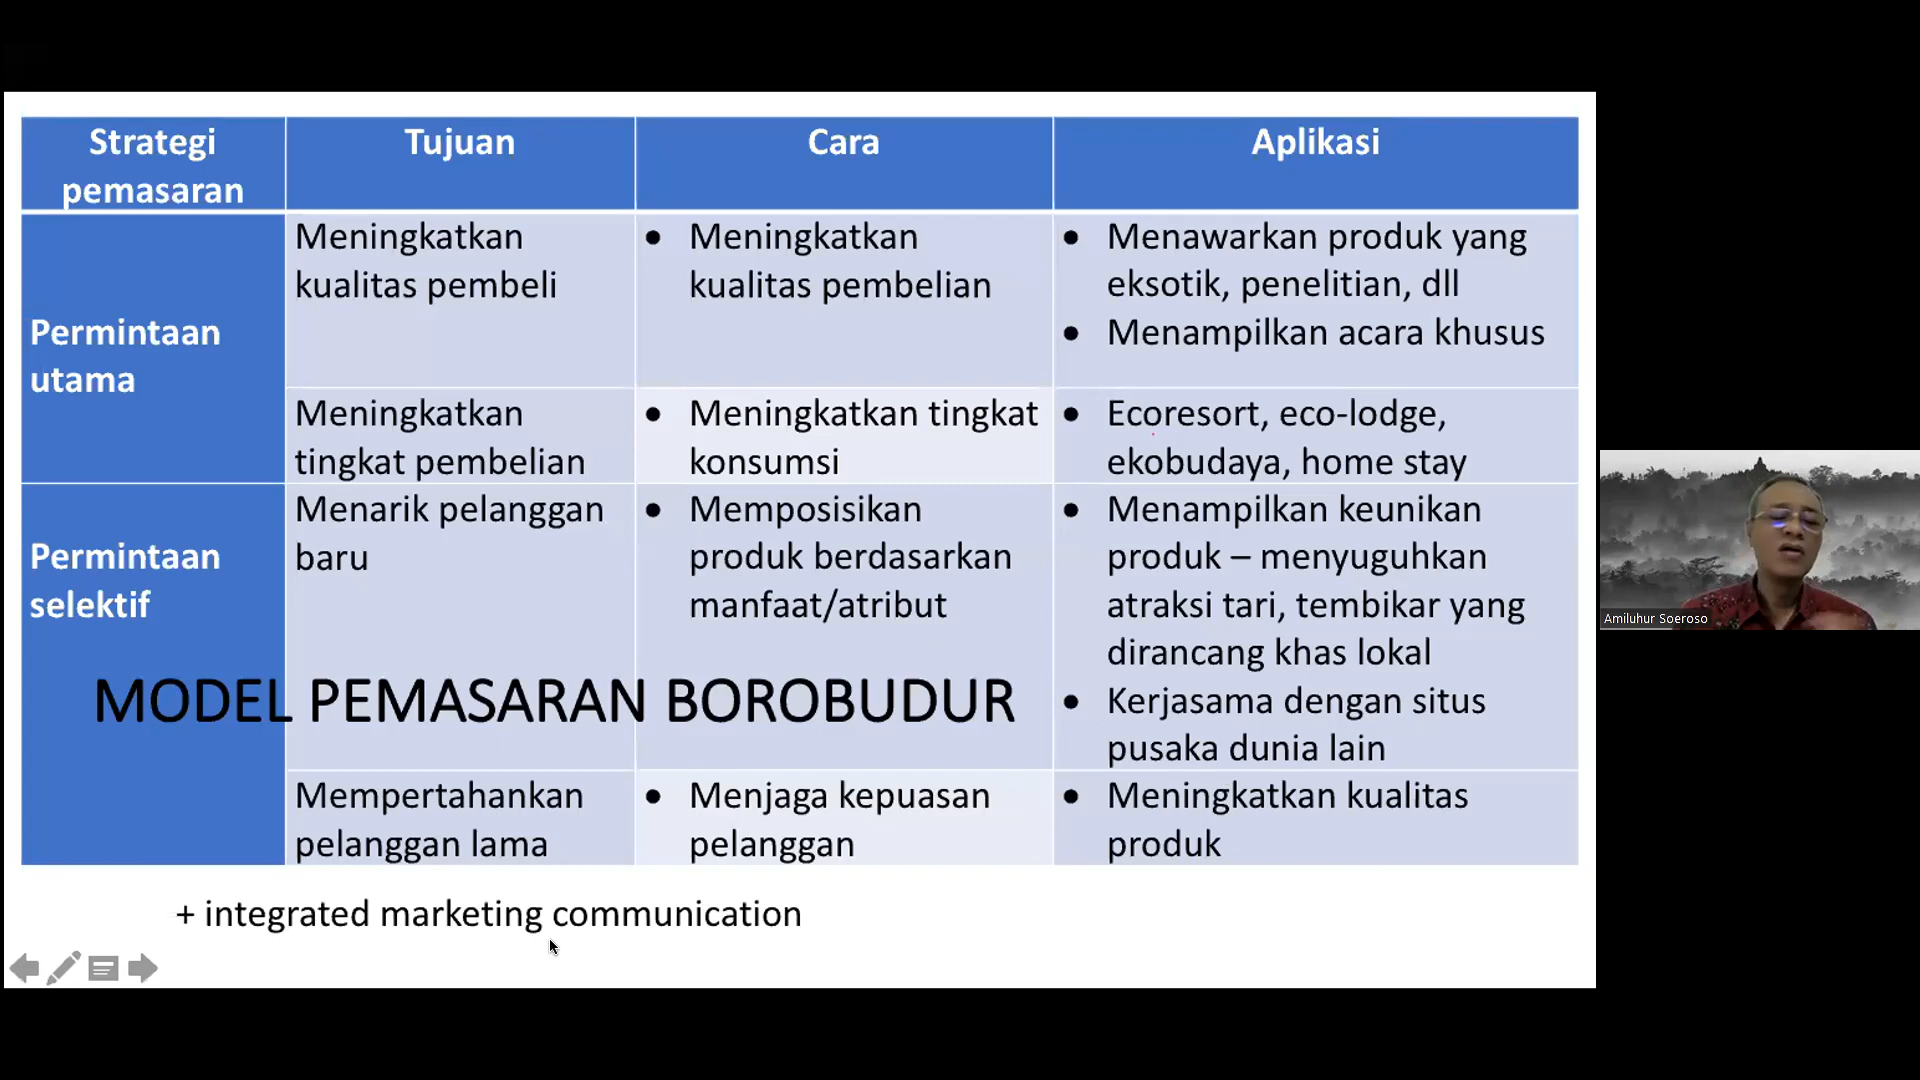 Strategi
pemasaran
Tujuan
Cara
Aplikasi
Permintaan
utama
Meningkatkan
kualitas pembeli
• Meningkatkan
kualitas pembelian
• Menawarkan produk yang
eksotik, penelitian, dll
• Menampilkan acara khusus
Meningkatkan
tingkat pembelian
• Meningkatkan tingkat
konsumsi
• Ecoresort, eco-lodge,
ekobudaya, home stay
Permintaan
selektif
Menarik pelanggan
baru
• Memposisikan
produk berdasarkan
manfaat/atribut
• Menampilkan keunikan
produk – menyuguhkan
atraksi tari, tembikar yang
dirancang khas lokal
• Kerjasama dengan situs
pusaka dunia lain
MODEL PEMASARAN BOROBUDUR
Mempertahankan
pelanggan lama
• Menjaga kepuasan
pelanggan
• Meningkatkan kualitas
produk
+ integrated marketing communication
Amiluhur Soeroso